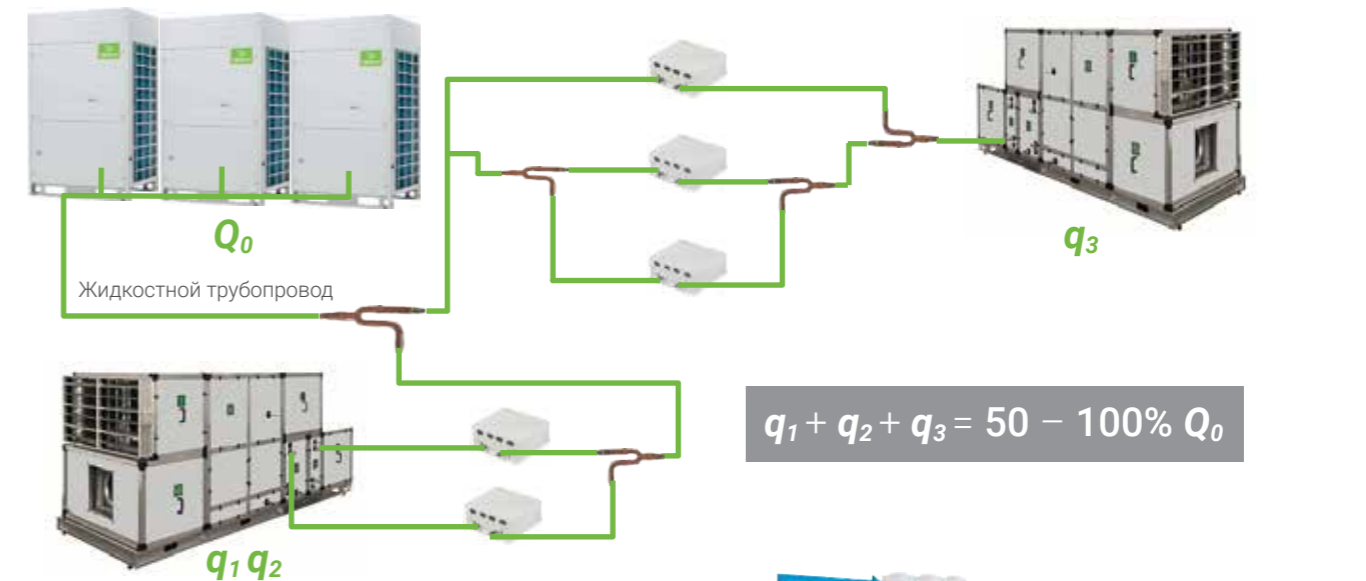 Q₀
q₃
Жидкостной трубопровод
q₁ + q₂ + q₃ = 50 – 100% Q₀
q₁ q₂